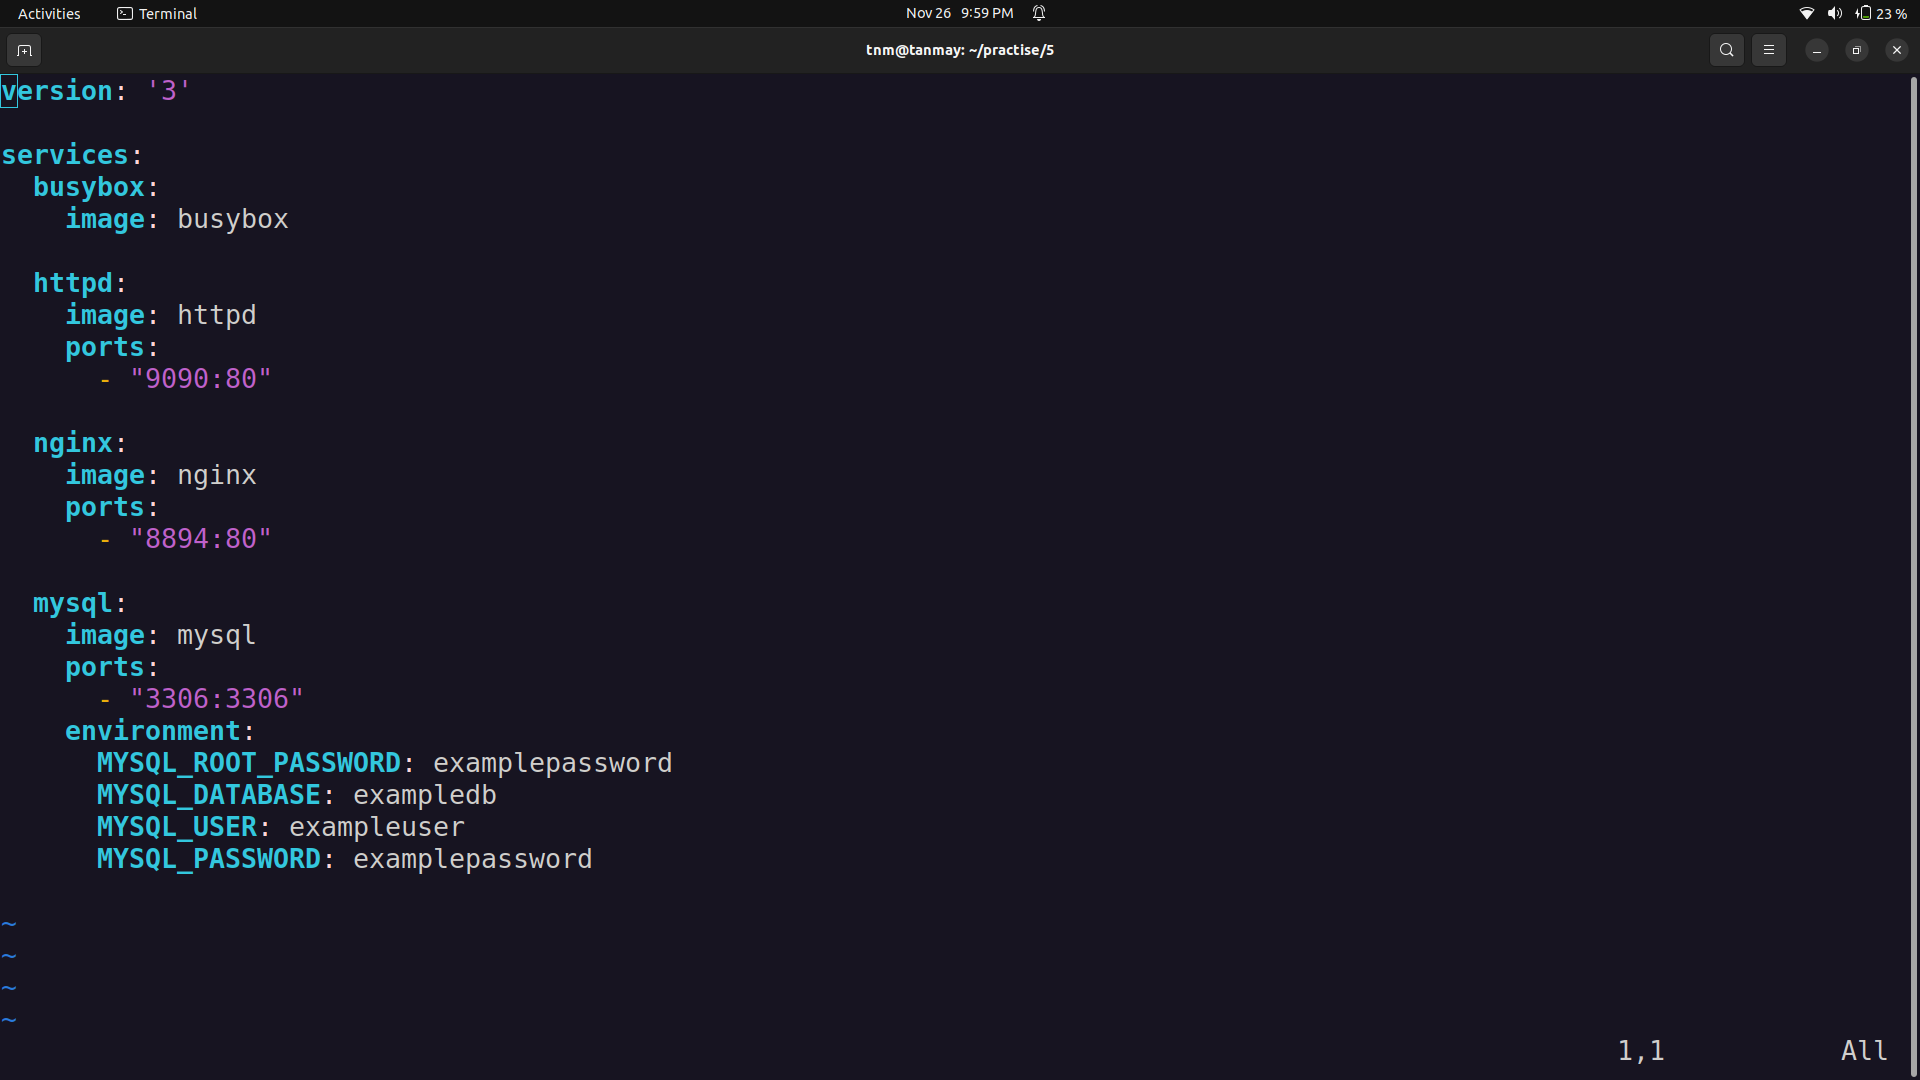 Activities Terminal Nov 26 9:59 PM 23 %
tnm@tanmay: ~/practise/5
version: '3'

services:
  busybox:
    image: busybox

  httpd:
    image: httpd
    ports:
      - "9090:80"

  nginx:
    image: nginx
    ports:
      - "8894:80"

  mysql:
    image: mysql
    ports:
      - "3306:3306"
    environment:
      MYSQL_ROOT_PASSWORD: examplepassword
      MYSQL_DATABASE: exampledb
      MYSQL_USER: exampleuser
      MYSQL_PASSWORD: examplepassword

~
~
~
~
1,1 All